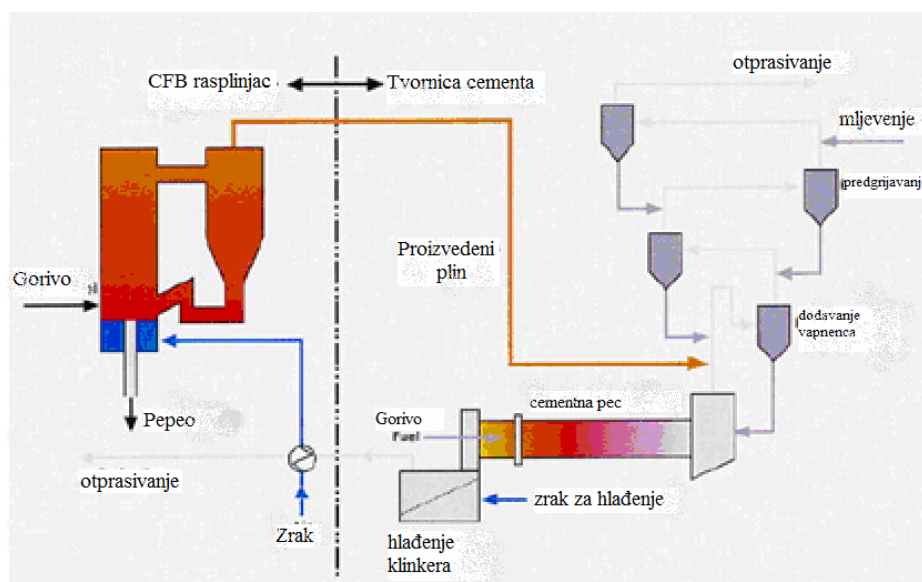 CFB rasplinjac
Tvornica cementa
otprasivanje
mljevenje
predgrijavanj
Proizvedeni
plin
Gorivo
dodavanje
vapnenca
cementna pec
Gorivo
Fuel
Pepeo
otprasivanje
zrak za hlađenje
Zrak
hlađenje
klinkera